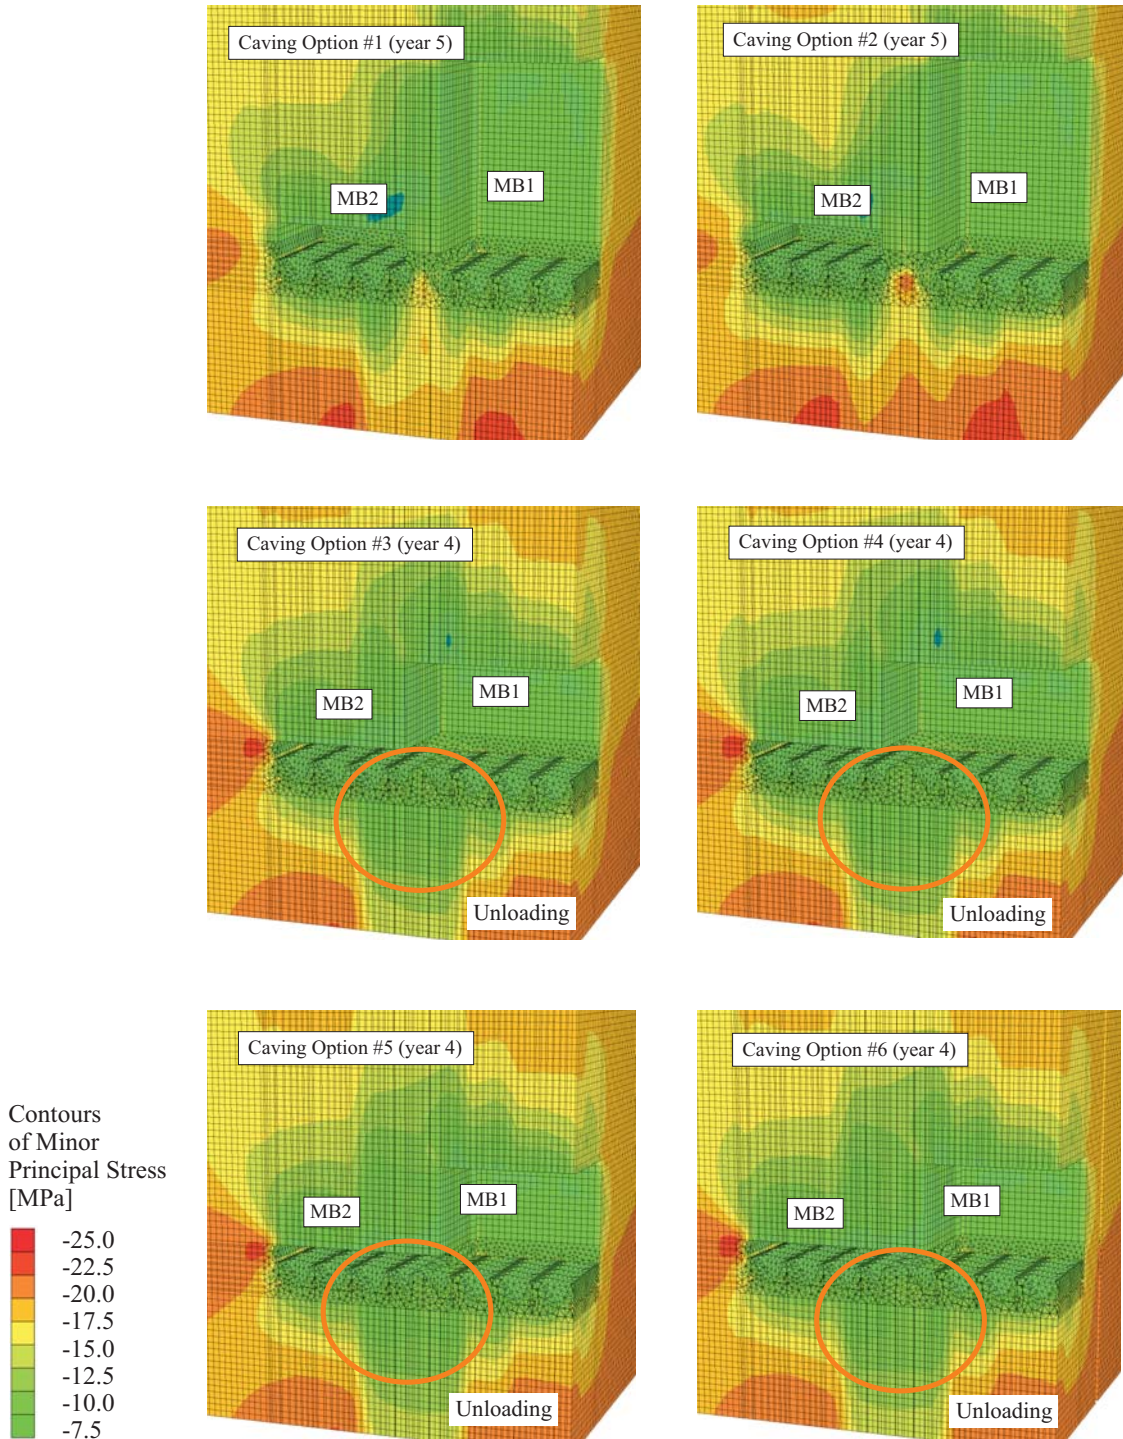 Caving Option #1 (year 5)
MB2
MB1
Caving Option #2 (year 5)
MB2
MB1
Caving Option #3 (year 4)
MB2
MB1
Unloading
Caving Option #4 (year 4)
MB2
MB1
Unloading
Caving Option #5 (year 4)
MB2
MB1
Unloading
Caving Option #6 (year 4)
MB2
MB1
Unloading
Contours
of Minor
Principal Stress
[MPa]
-25.0
-22.5
-20.0
-17.5
-15.0
-12.5
-10.0
-7.5